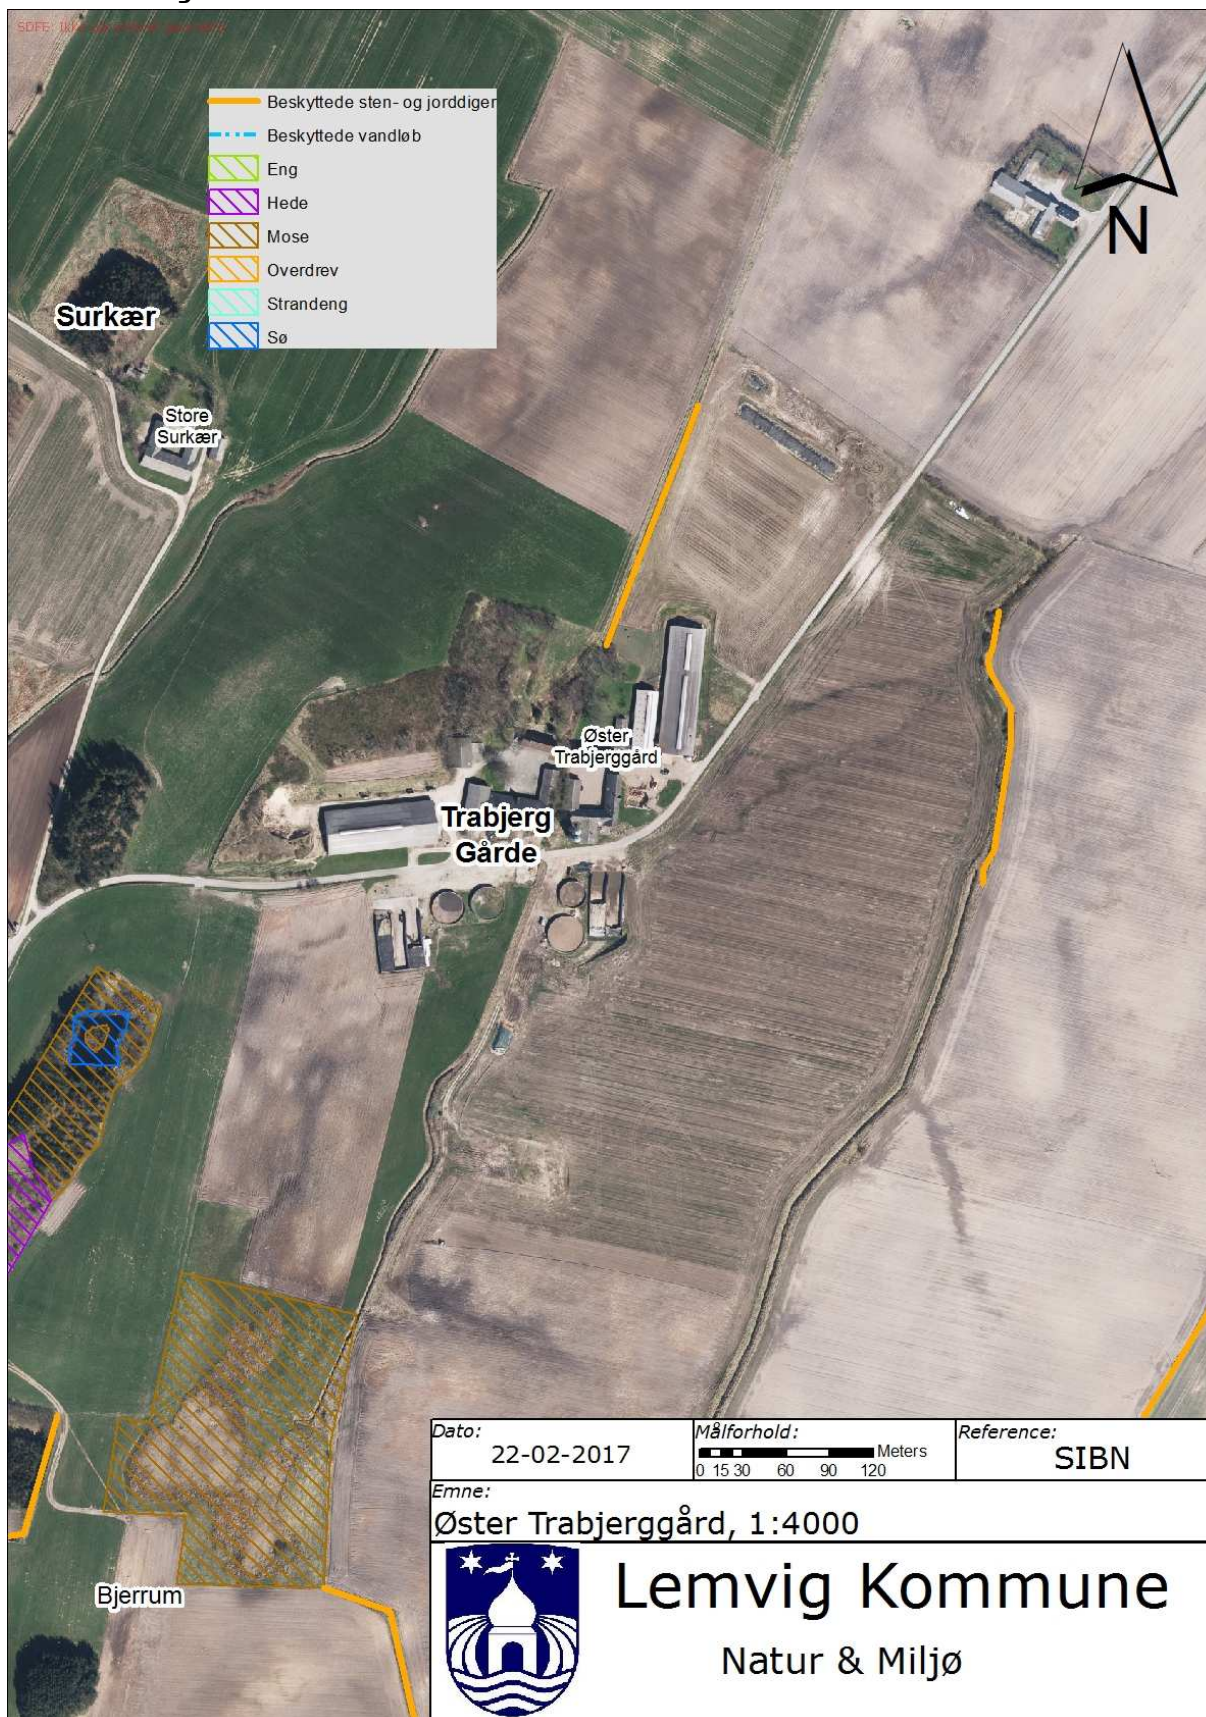 Beskyttede sten- og jorddiger
Beskyttede vandløb
Eng
Hede
Mose
Overdrev
Strandeng
Sø
N
Surkær
Store
Surkær
Øster
Trabjerggård
Trabjerg
Gårde
Bjerrum
Dato:
22-02-2017
Målforhold:
Meters
0 15 30 60 90 120
Reference:
SIBN
Emne:
Øster Trabjerggård, 1:4000
Lemvig Kommune
Natur & Miljø